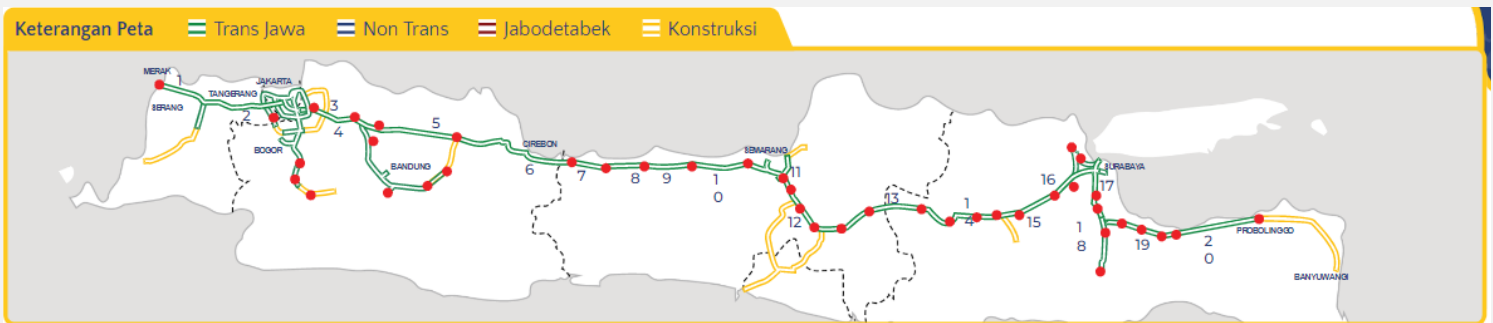 Keterangan Peta
Trans Jawa
Non Trans
Jabodetabek
Konstruksi
MERAK
1
JAKARTA
TANGERANG
SERANG
2
3
4
5
BOGOR
BANDUNG
CIREBON
6
7
8
9
1
0
SEMARANG
11
12
13
1
4
15
16
SURABAYA
17
1
8
19
2
0
PROBOLINGGO
BANYUWANGI